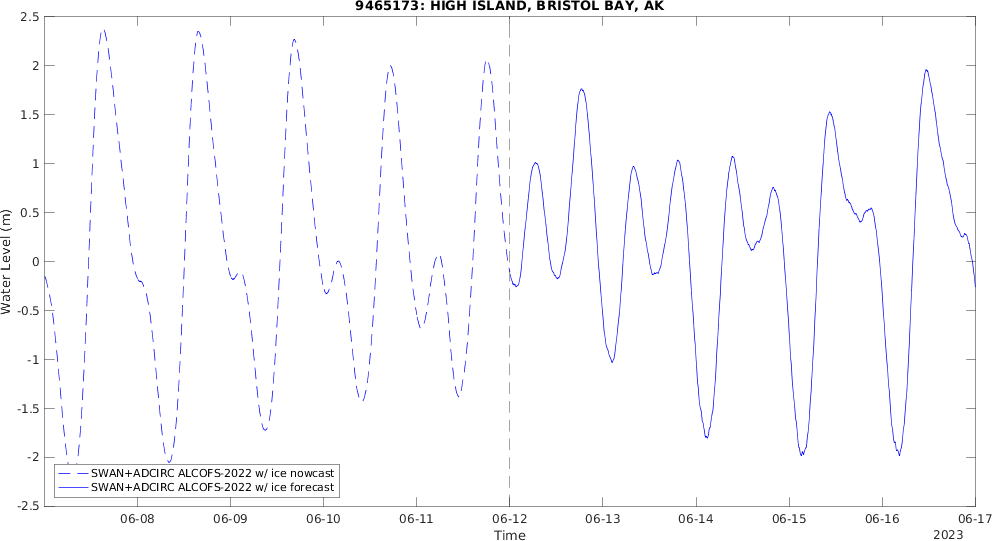 9465173: HIGH ISLAND, BRISTOL BAY, AK
Water Level (m)
2.5
2
1.5
1
0.5
0
-0.5
-1
-1.5
-2
-2.5
SWAN+ADCIRC ALCOFS-2022 w/ ice nowcast
SWAN+ADCIRC ALCOFS-2022 w/ ice forecast
06-08 06-09 06-10 06-11 06-12 06-13 06-14 06-15 06-16 06-17
Time
2023